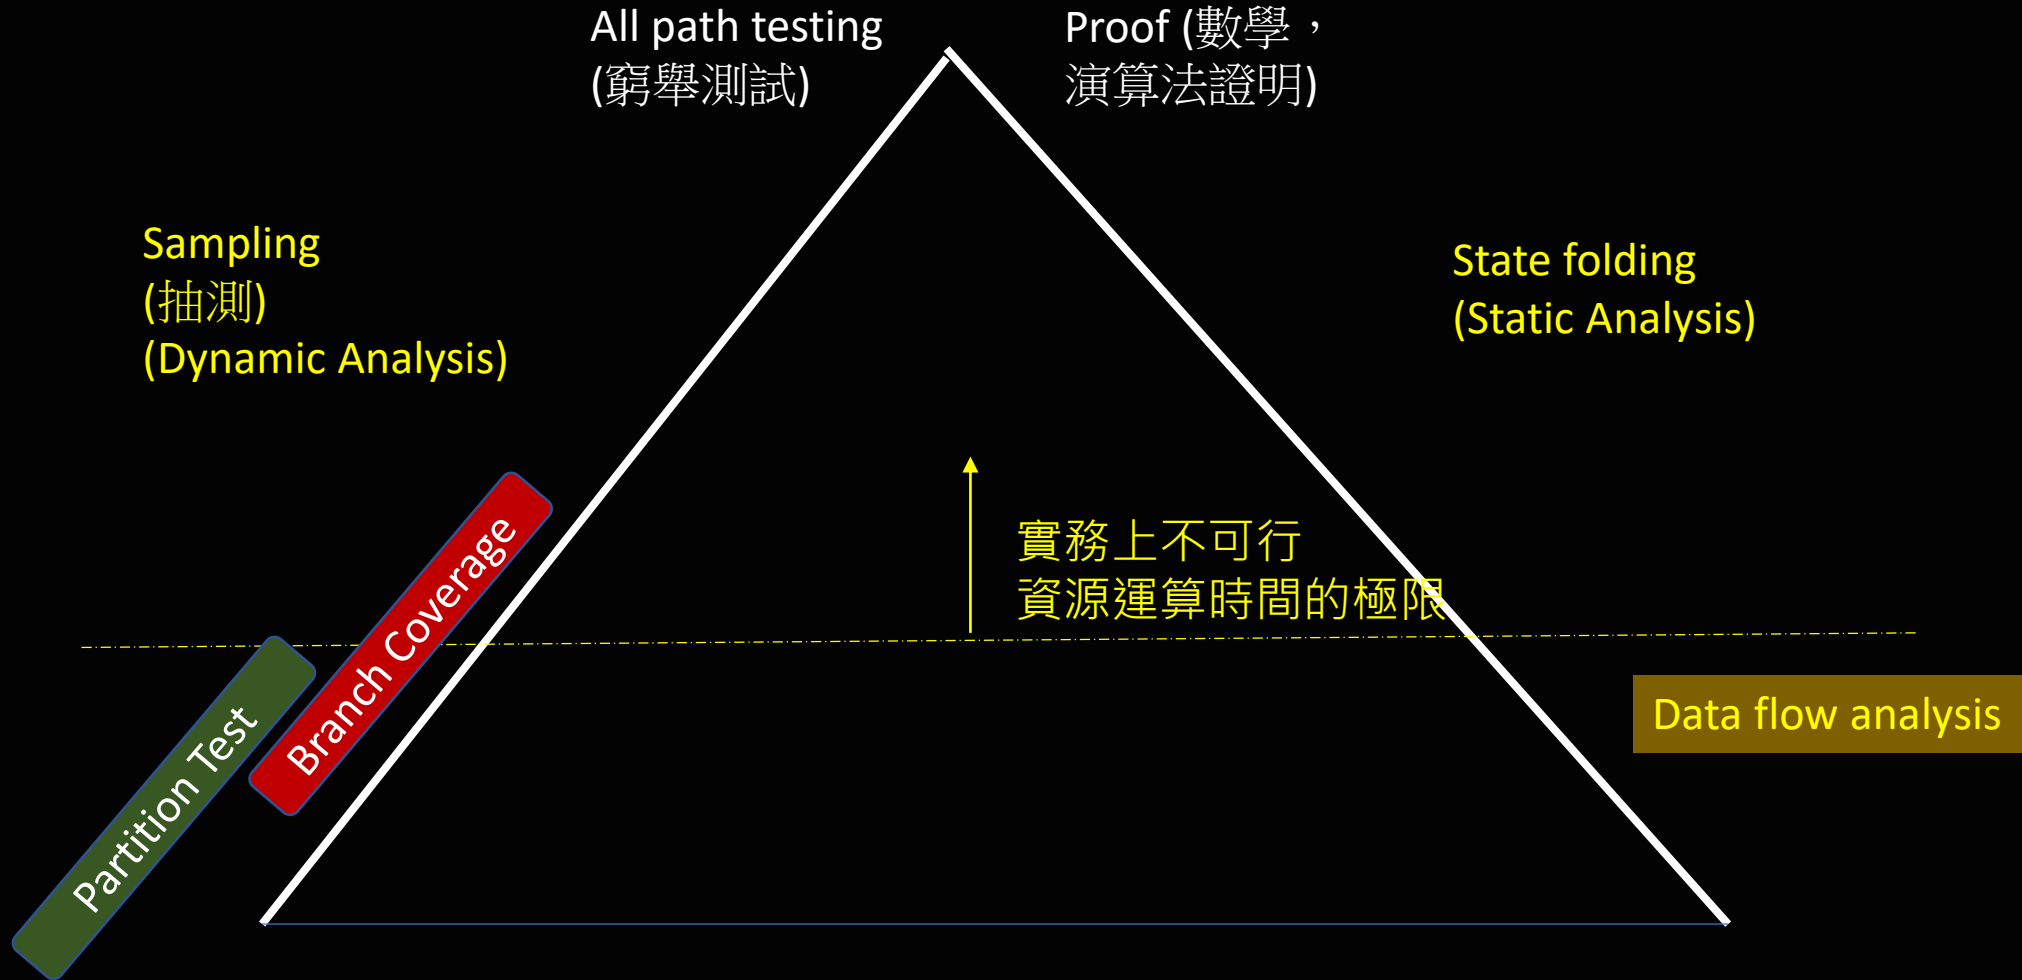 All path testing
(窮舉測試)
Proof (數學，
演算法證明)
Sampling
(抽測)
(Dynamic Analysis)
State folding
(Static Analysis)
實務上不可行
資源運算時間的極限
Branch Coverage
Partition Test
Data flow analysis